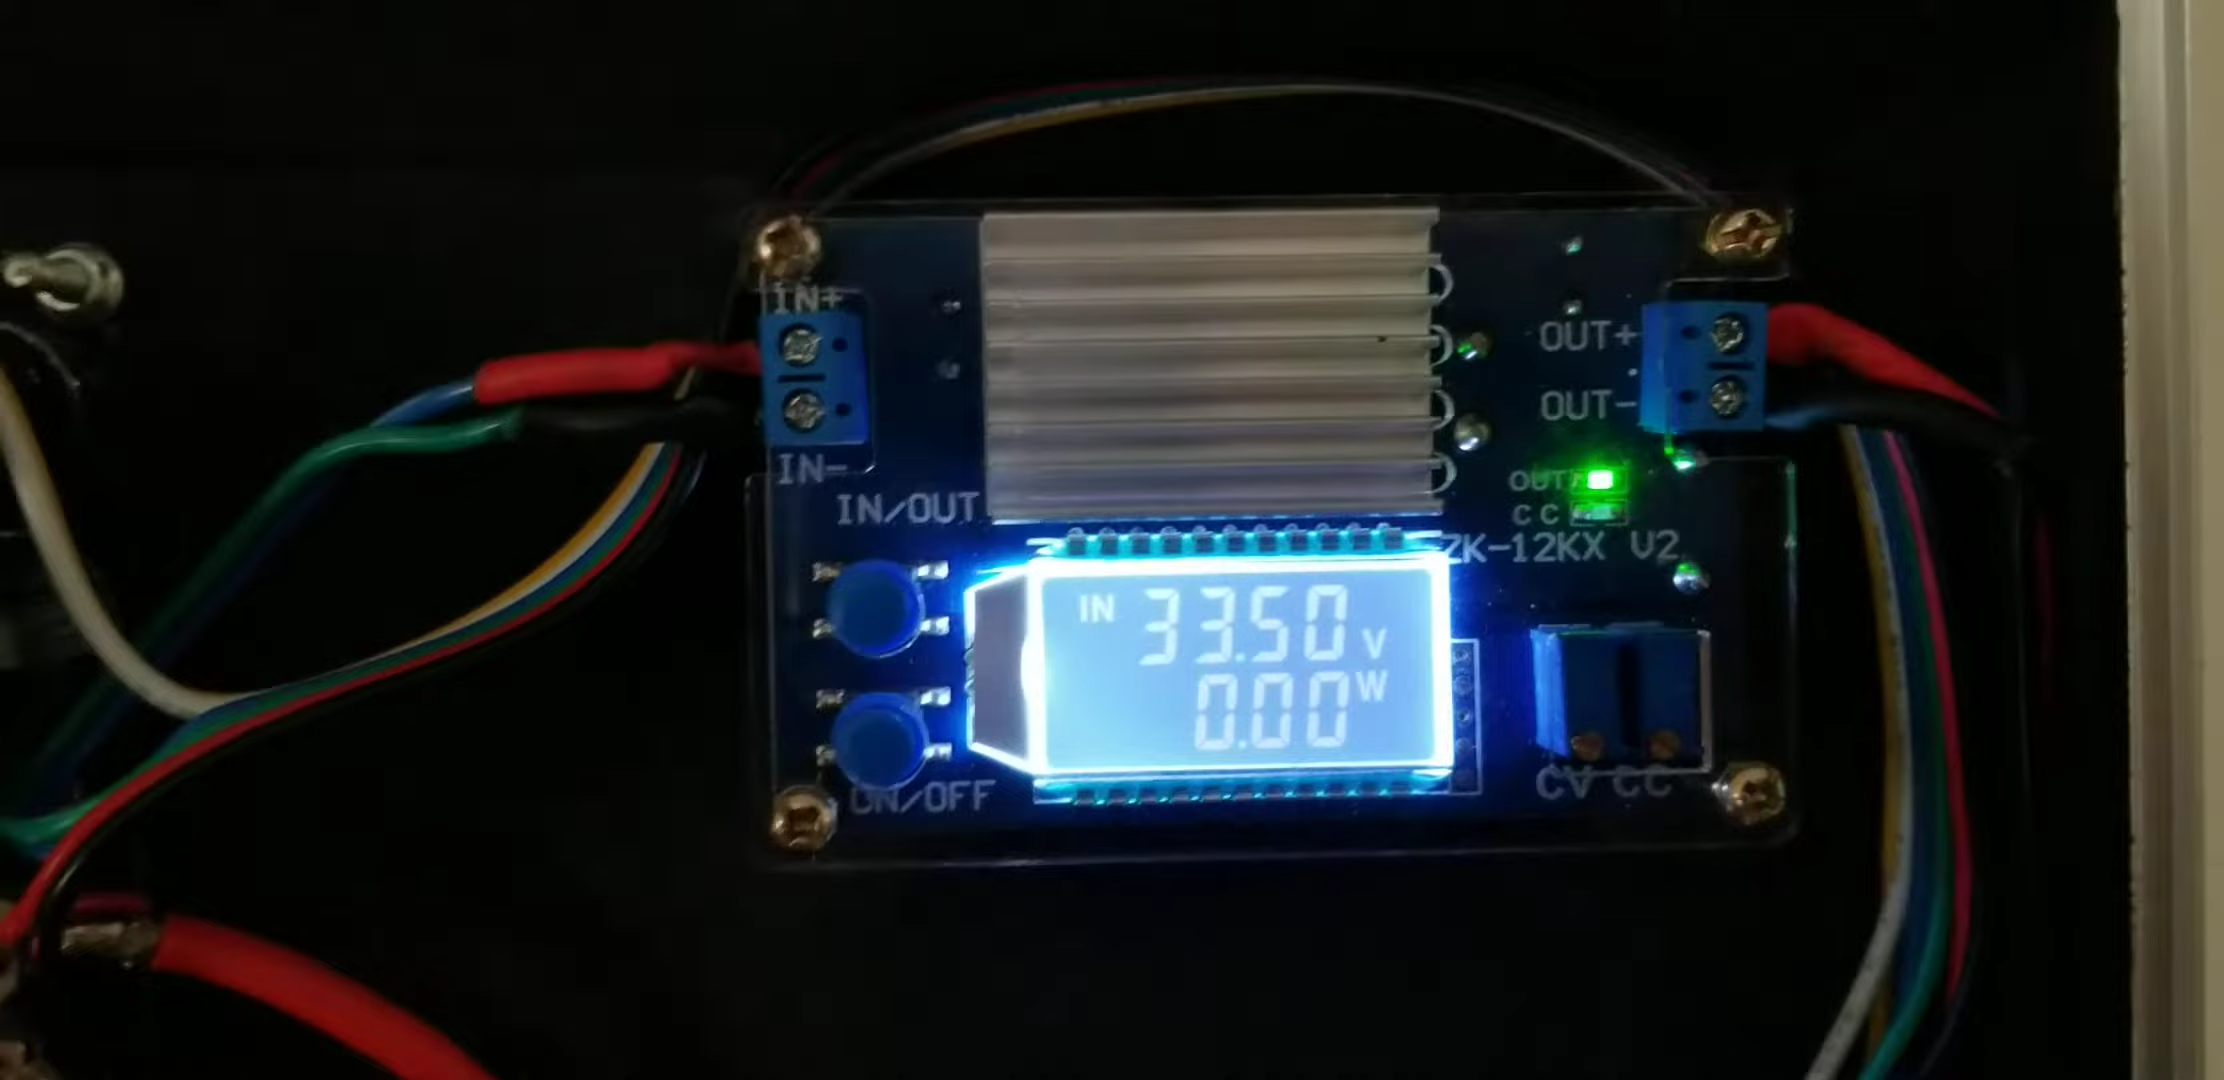 IN+
OUT+
OUT-
IN-
IN/OUT
OUT
CC
ZK-12KX V2
IN 33.50 V
0.00 W
ON/OFF
CV CC